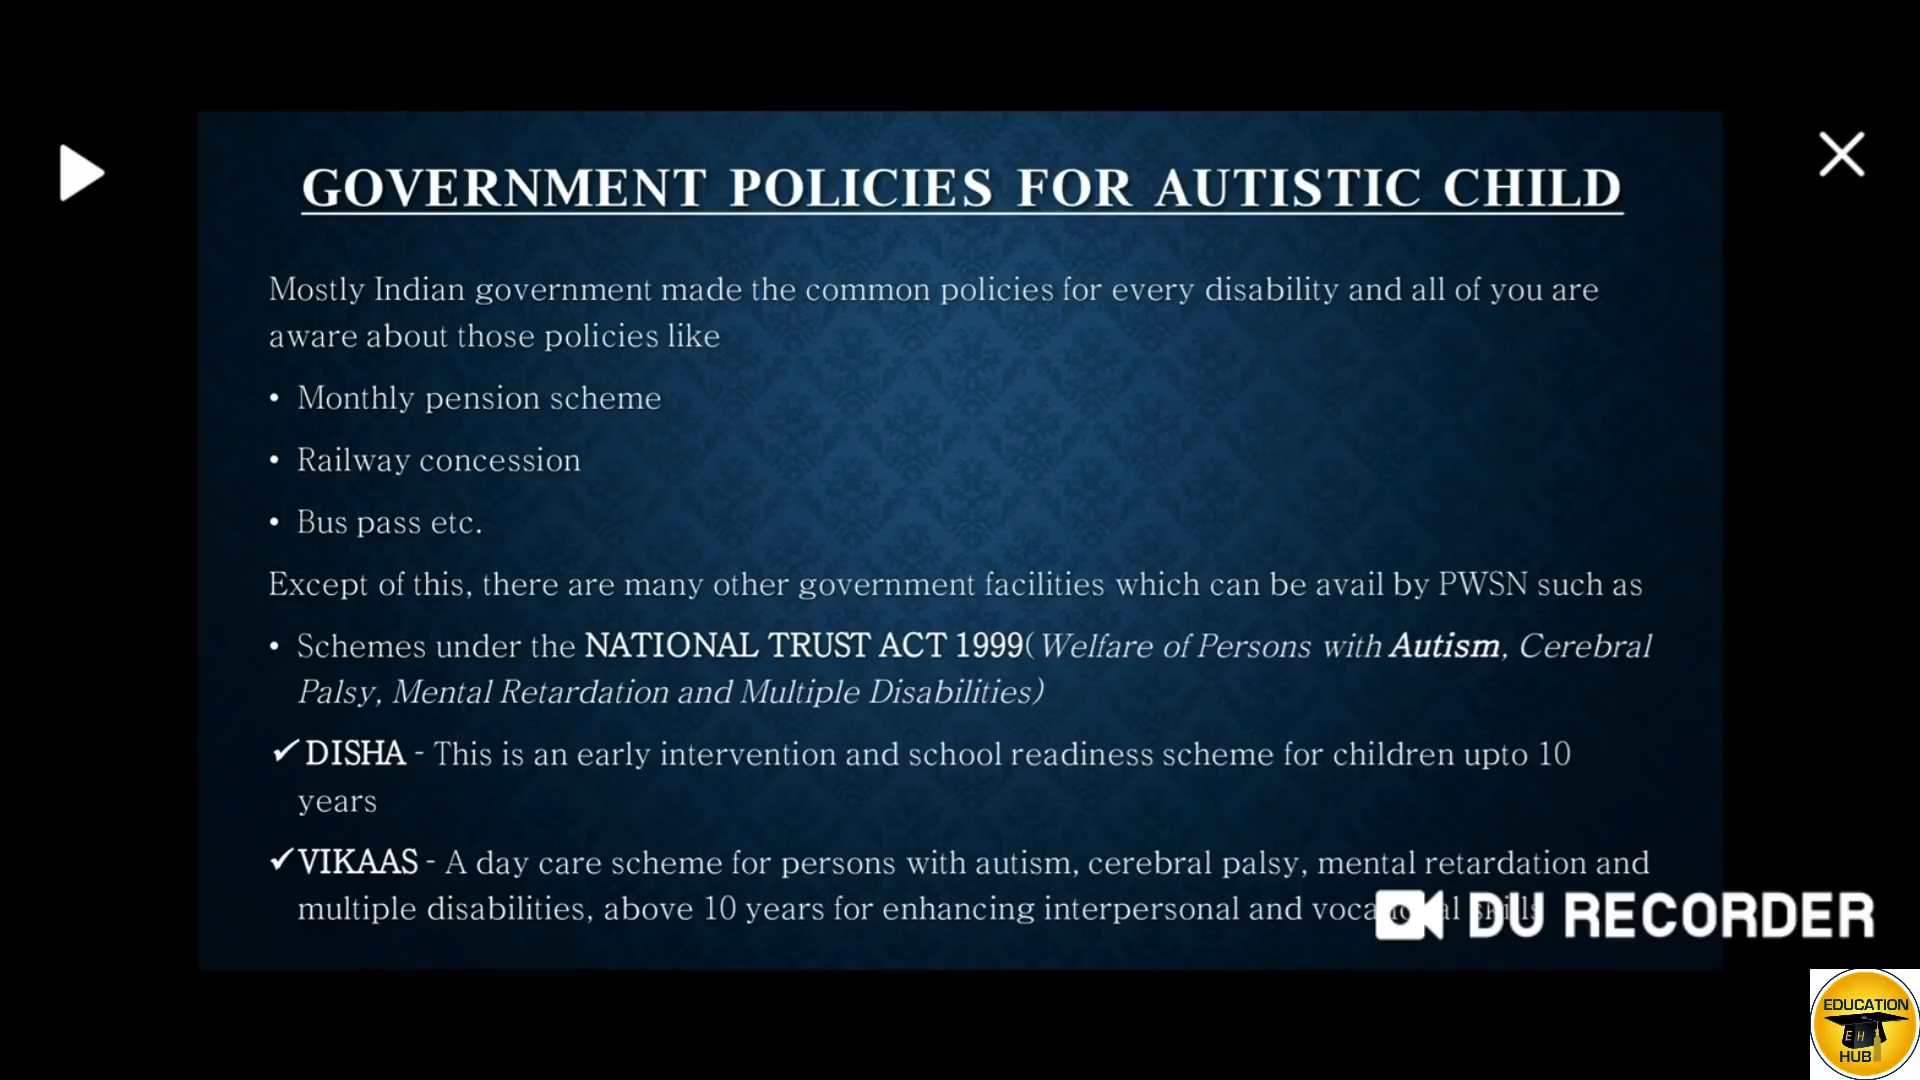 GOVERNMENT POLICIES FOR AUTISTIC CHILD
Mostly Indian government made the common policies for every disability and all of you are
aware about those policies like
• Monthly pension scheme
• Railway concession
• Bus pass etc.
Except of this, there are many other government facilities which can be avail by PWSN such as
• Schemes under the NATIONAL TRUST ACT 1999( Welfare of Persons with Autism, Cerebral
Palsy, Mental Retardation and Multiple Disabilities)
✓ DISHA - This is an early intervention and school readiness scheme for children upto 10
years
✓ VIKAAS - A day care scheme for persons with autism, cerebral palsy, mental retardation and
multiple disabilities, above 10 years for enhancing interpersonal and
DU RECORDER
EDUCATION
E H
HUB